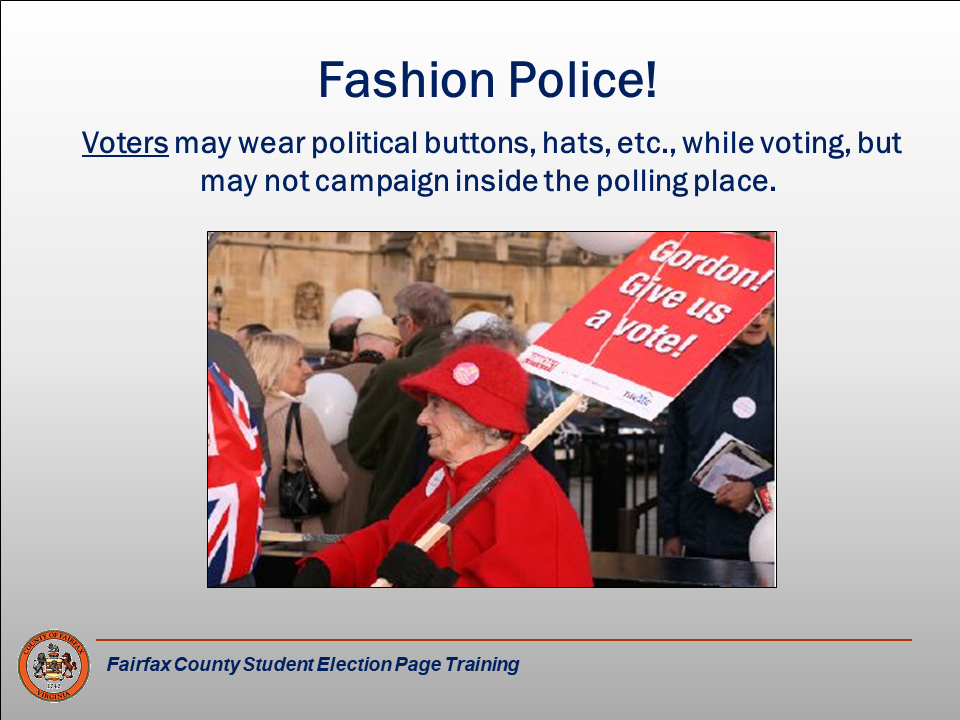 Fashion Police!
Voters may wear political buttons, hats, etc., while voting, but
may not campaign inside the polling place.
Gordon!
Give us
a vote!
COUNTY OF FAIRFAX
1742
VIRGINIA
Fairfax County Student Election Page Training